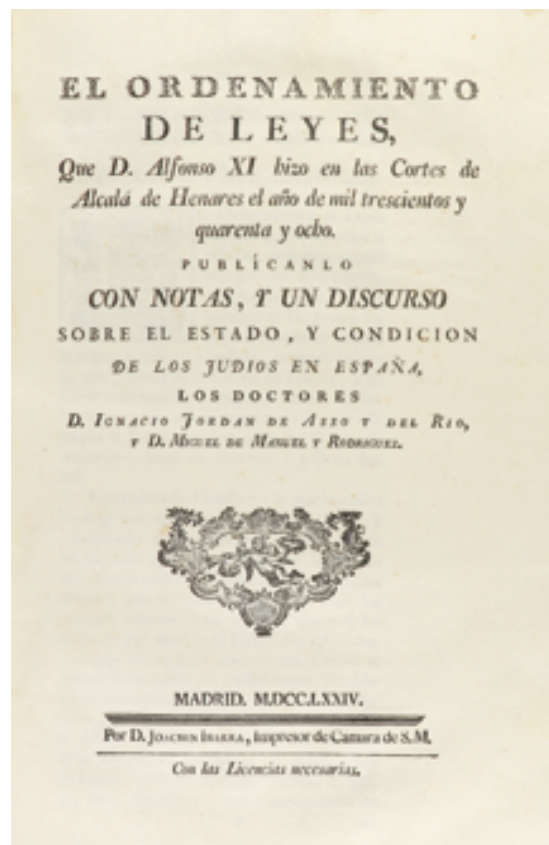 EL ORDENAMIENTO
DE LEYES,
Que D. Alfonso XI hizo en las Cortes de
Alcalá de Henares el año de mil trescientos y
quarenta y ocho.
PUBLÍCANLO
CON NOTAS, Y UN DISCURSO
SOBRE EL ESTADO, Y CONDICION
DE LOS JUDIOS EN ESPAÑA,
LOS DOCTORES
D. IGNACIO JORDAN DE ASSO Y DEL RIO,
Y D. MIGUEL DE MANUEL Y RODRIGUEZ.
MADRID. M.DCC.LXXIV.
Por D. JOACHIN IBARRA, Impresor de Camara de S.M.
Con las Licencias necesarias.